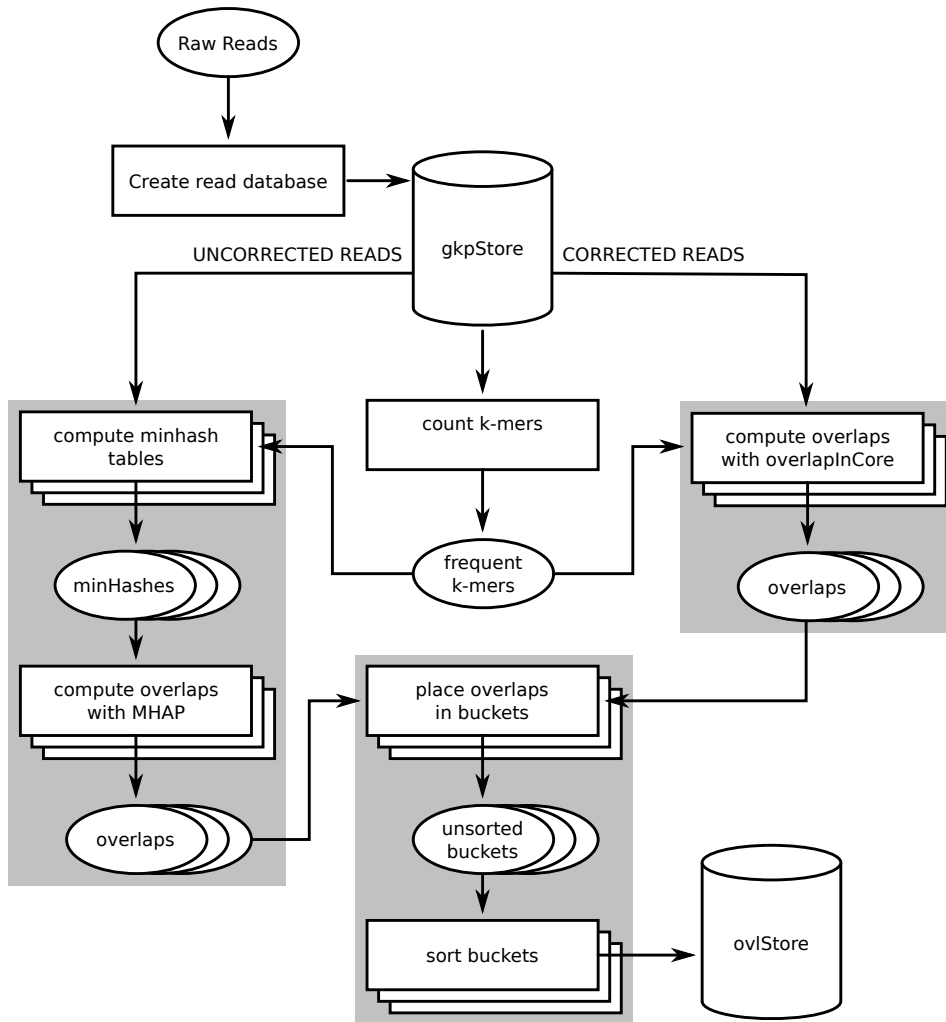 Raw Reads
Create read database
gkpStore
UNCORRECTED READS
CORRECTED READS
compute minhash
tables
count k-mers
compute overlaps
with overlapInCore
minHashes
frequent
k-mers
overlaps
compute overlaps
with MHAP
place overlaps
in buckets
overlaps
unsorted
buckets
sort buckets
ovlStore